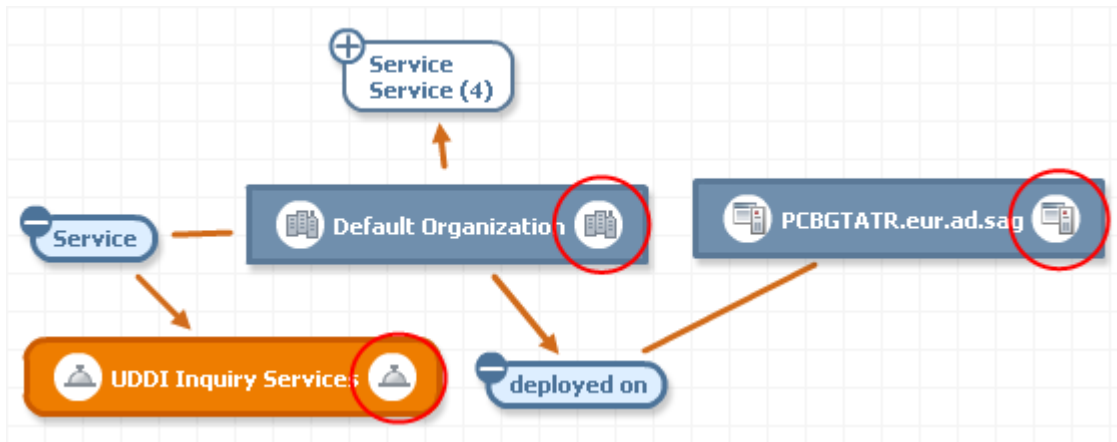 Service
Service (4)
Default Organization
PCBGTATR.eur.ad.sag
Service
UDDI Inquiry Services
deployed on